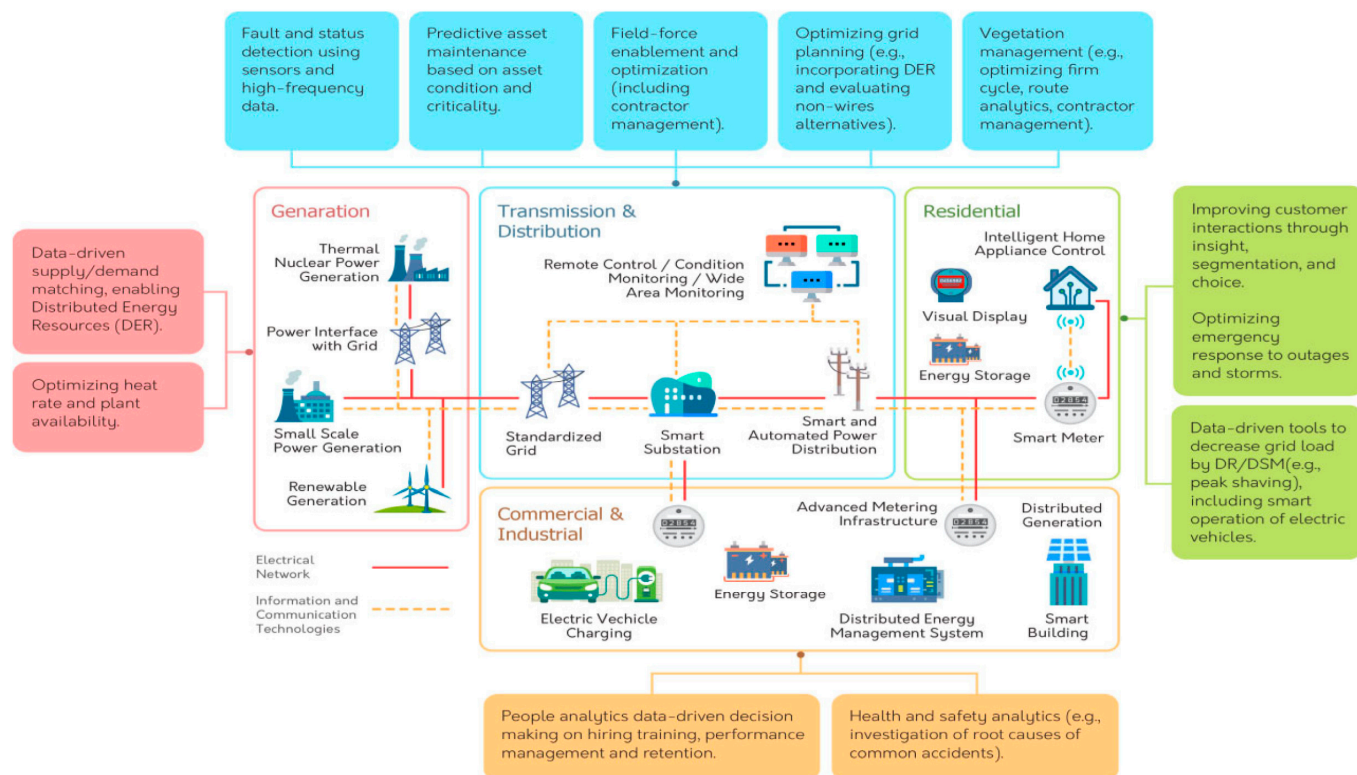 Fault and status
detection using
sensors and
high-frequency
data.
Predictive asset
maintenance
based on asset
condition and
criticality.
Field-force
enablement and
optimization
(including
contractor
management).
Optimizing grid
planning (e.g.,
incorporating DER
and evaluating
non-wires
alternatives).
Vegetation
management (e.g.,
optimizing firm
cycle, route
analytics, contractor
management).
Data-driven
supply/demand
matching, enabling
Distributed Energy
Resources (DER).
Optimizing heat
rate and plant
availability.
Genaration
Thermal
Nuclear Power
Generation
Power Interface
with Grid
Small Scale
Power Generation
Renewable
Generation
Transmission &
Distribution
Remote Control / Condition
Monitoring / Wide
Area Monitoring
Standardized
Grid
Smart
Substation
Smart and
Automated Power
Distribution
Residential
Intelligent Home
Appliance Control
Visual Display
Energy Storage
02854
Smart Meter
Improving customer
interactions through
insight,
segmentation, and
choice.
Optimizing
emergency
response to outages
and storms.
Data-driven tools to
decrease grid load
by DR/DSM(e.g.,
peak shaving),
including smart
operation of electric
vehicles.
Electrical
Network
Information and
Communication
Technologies
Commercial &
Industrial
02854
Electric Vechicle
Charging
Energy Storage
Advanced Metering
Infrastructure
02854
Distributed Energy
Management System
Distributed
Generation
Smart
Building
People analytics data-driven decision
making on hiring training, performance
management and retention.
Health and safety analytics (e.g.,
investigation of root causes of
common accidents).